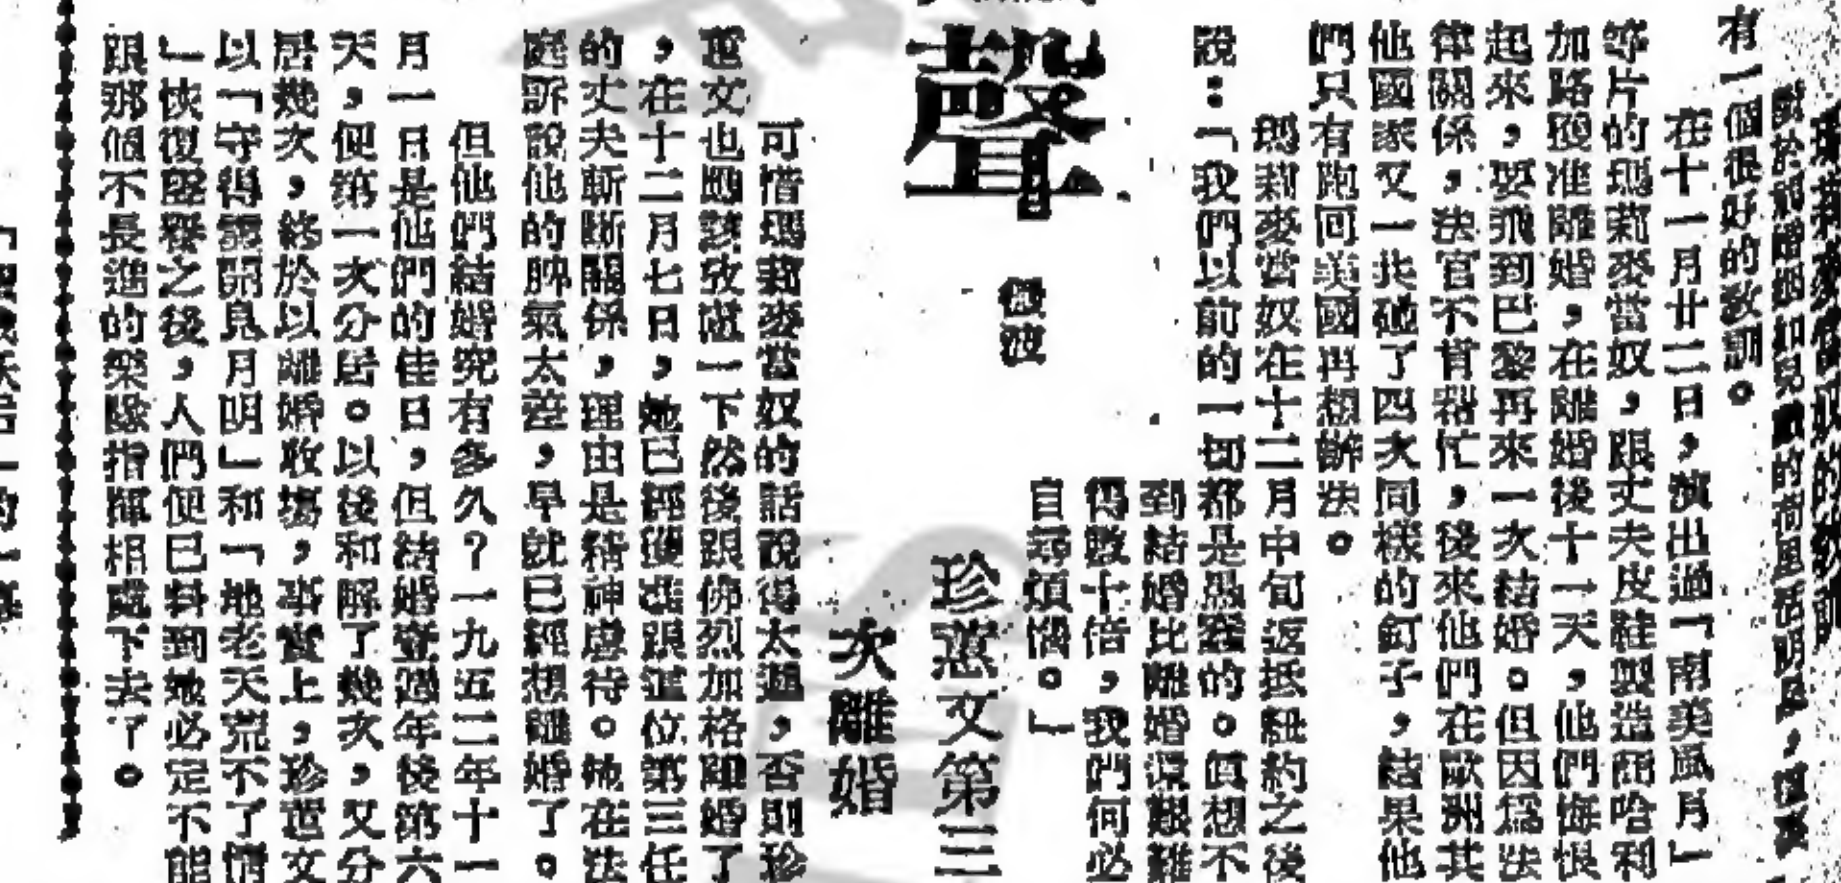 有一個很好的教訓。
在十一月廿二日，演出過「南美風月」
等片的瑪莉麥當奴，跟丈夫皮鞋製造商哈利
加路發准離婚，在離婚後十一天，他們悔恨
起來，要飛到巴黎再來一次結婚。但因爲法
律關係，法官不肯幫忙，後來他們在歐洲其
他國家又一共碰了四次同樣的釘子，結果他
們只有跑回美國再想辦法。
瑪莉麥當奴在十二月中旬返抵紐約之後
說：「我們以前的一切都是愚蠢的。眞想不
到結婚比離婚還艱難
得數十倍，我們何必
自尋煩惱。」
聲
微波
珍蕙文第三
次離婚
可惜瑪莉麥當奴的話說得太遲，否則珍
蕙文也應該攷慮一下然後跟佛烈加格離婚了
，在十二月七日，她已經獲准跟這位第三任
的丈夫斬斷關係，理由是精神虐待。她在法
庭訴說他的脾氣太差，早就已經想離婚了。
但他們結婚究有多久？一九五二年十一
月一日是他們的佳日，但結婚登過年後第六
天，便第一次分居。以後和解了幾次，又分
居幾次，終於以離婚收塲，事實上，珍蕙文
以「守得雲開見月明」和「地老天荒不了情
」恢復聲譽之後，人們便已料到她必定不能
跟那個不長進的樂隊指揮相處下去了。